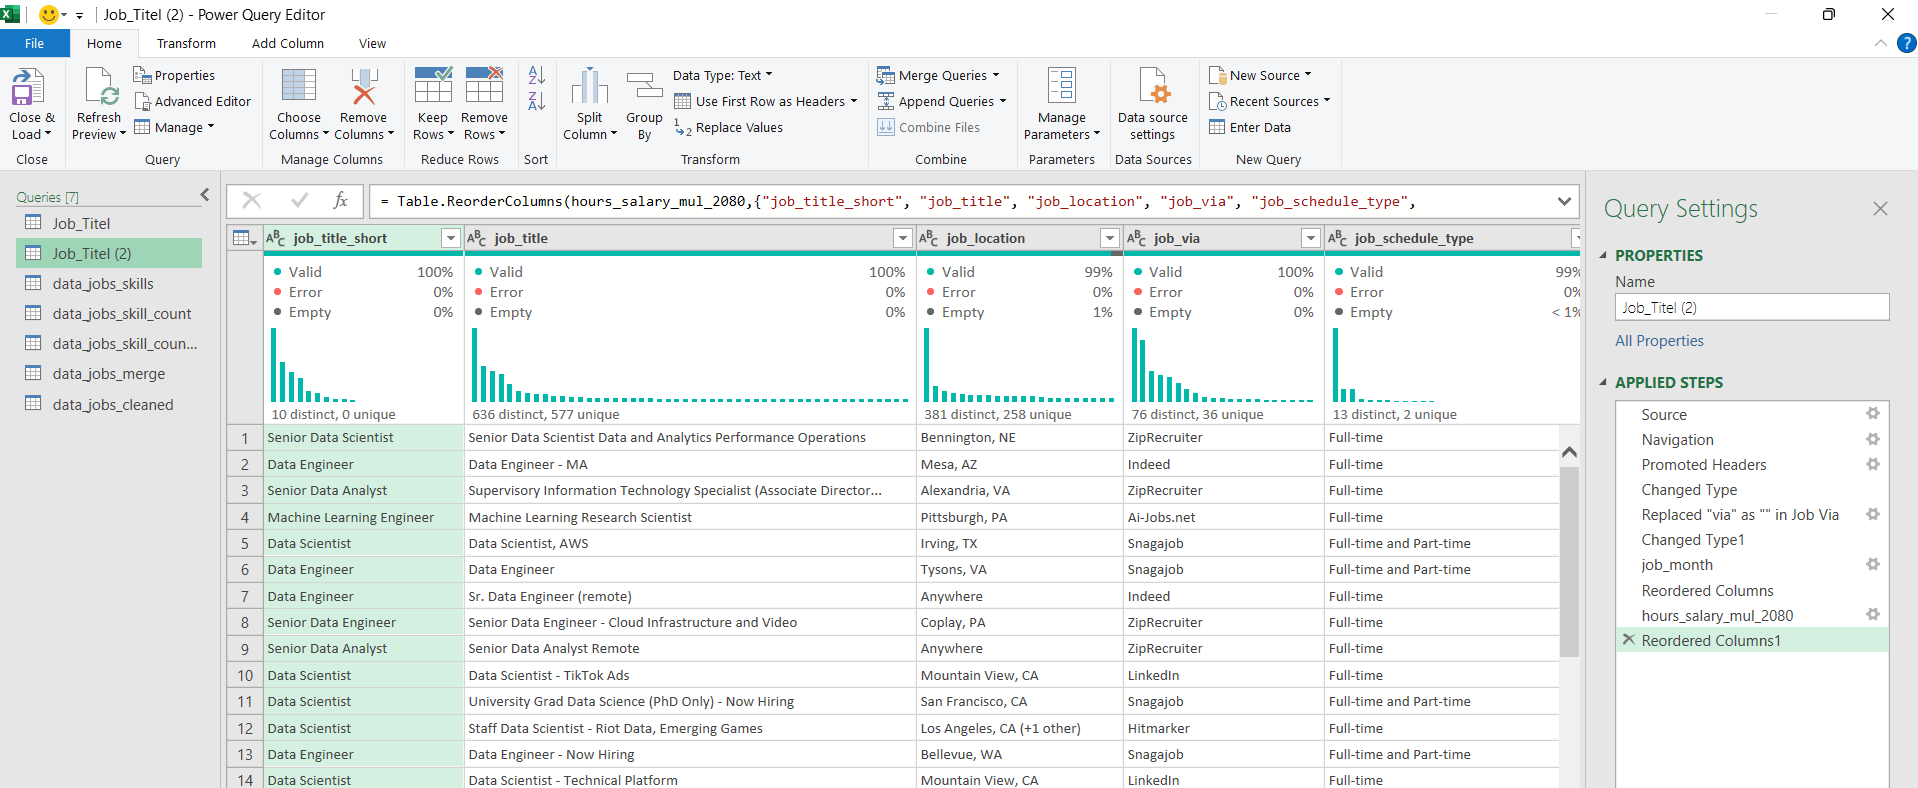 Job_Titel (2) - Power Query Editor
File Home Transform Add Column View
Close & Load
Close
Refresh Preview
Properties
Advanced Editor
Manage
Query
Choose Columns
Remove Columns
Manage Columns
Keep Rows
Remove Rows
Reduce Rows
Sort
Split Column
Group By
Data Type: Text
Use First Row as Headers
Replace Values
Transform
Merge Queries
Append Queries
Combine Files
Combine
Manage Parameters
Parameters
Data source settings
Data Sources
New Source
Recent Sources
Enter Data
New Query
Queries [7]
Job_Titel
Job_Titel (2)
data_jobs_skills
data_jobs_skill_count
data_jobs_skill_coun...
data_jobs_merge
data_jobs_cleaned
fx = Table.ReorderColumns(hours_salary_mul_2080,{"job_title_short", "job_title", "job_location", "job_via", "job_schedule_type",
ABC job_title_short ABC job_title ABC job_location ABC job_via ABC job_schedule_type
Valid 100% Valid 100% Valid 99% Valid 100% Valid 99%
Error 0% Error 0% Error 0% Error 0% Error 0%
Empty 0% Empty 0% Empty 1% Empty 0% Empty < 1%
10 distinct, 0 unique 636 distinct, 577 unique 381 distinct, 258 unique 76 distinct, 36 unique 13 distinct, 2 unique
1 Senior Data Scientist Senior Data Scientist Data and Analytics Performance Operations Bennington, NE ZipRecruiter Full-time
2 Data Engineer Data Engineer - MA Mesa, AZ Indeed Full-time
3 Senior Data Analyst Supervisory Information Technology Specialist (Associate Director... Alexandria, VA ZipRecruiter Full-time
4 Machine Learning Engineer Machine Learning Research Scientist Pittsburgh, PA Ai-Jobs.net Full-time
5 Data Scientist Data Scientist, AWS Irving, TX Snagajob Full-time and Part-time
6 Data Engineer Data Engineer Tysons, VA Snagajob Full-time and Part-time
7 Data Engineer Sr. Data Engineer (remote) Anywhere Indeed Full-time
8 Senior Data Engineer Senior Data Engineer - Cloud Infrastructure and Video Coplay, PA ZipRecruiter Full-time
9 Senior Data Analyst Senior Data Analyst Remote Anywhere ZipRecruiter Full-time
10 Data Scientist Data Scientist - TikTok Ads Mountain View, CA LinkedIn Full-time
11 Data Scientist University Grad Data Science (PhD Only) - Now Hiring San Francisco, CA Snagajob Full-time and Part-time
12 Data Scientist Staff Data Scientist - Riot Data, Emerging Games Los Angeles, CA (+1 other) Hitmarker Full-time
13 Data Engineer Data Engineer - Now Hiring Bellevue, WA Snagajob Full-time and Part-time
14 Data Scientist Data Scientist - Technical Platform Mountain View, CA LinkedIn Full-time
Query Settings
PROPERTIES
Name
Job_Titel (2)
All Properties
APPLIED STEPS
Source
Navigation
Promoted Headers
Changed Type
Replaced "via" as "" in Job Via
Changed Type1
job_month
Reordered Columns
hours_salary_mul_2080
Reordered Columns1